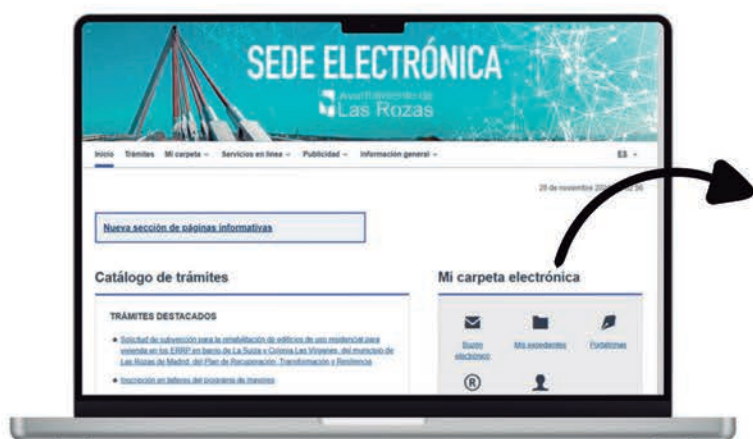 SEDE ELECTRÓNICA
Ayuntamiento de
Las Rozas
Inicio Trámites Mi carpeta Servicios en línea Publicidad Información general ES
28 de noviembre
Nueva sección de páginas informativas
Catálogo de trámites
TRÁMITES DESTACADOS
Solicitud de subvención para la rehabilitación de edificios de uso residencial para
vivienda en los ERRP en barrio de La Suiza y Colonia Las Vírgenes, del municipio de
Las Rozas de Madrid, del Plan de Recuperación, Transformación y Resiliencia
Inscripción en talleres del programa de mayores
Mi carpeta electrónica
Buzón
electrónico
Mis expedientes
Portafirmas
®